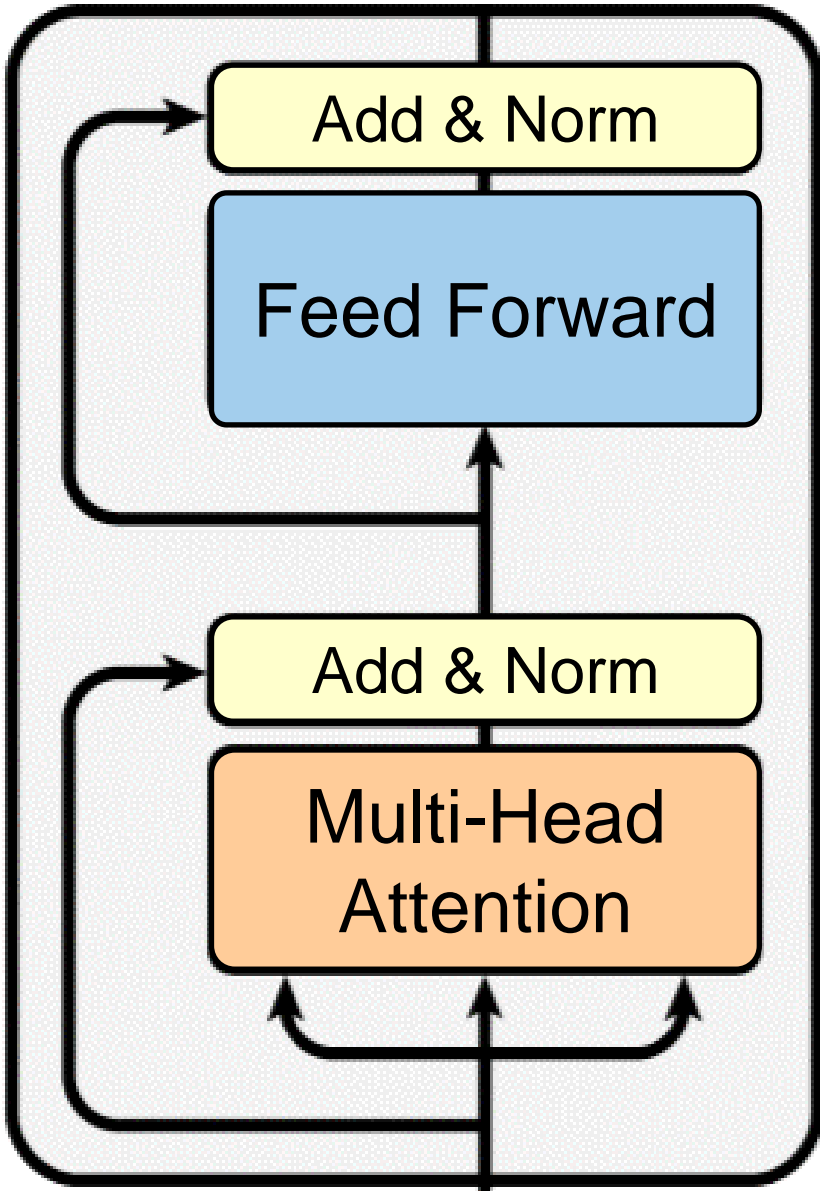 Add & Norm
Feed Forward
Add & Norm
Multi-Head
Attention